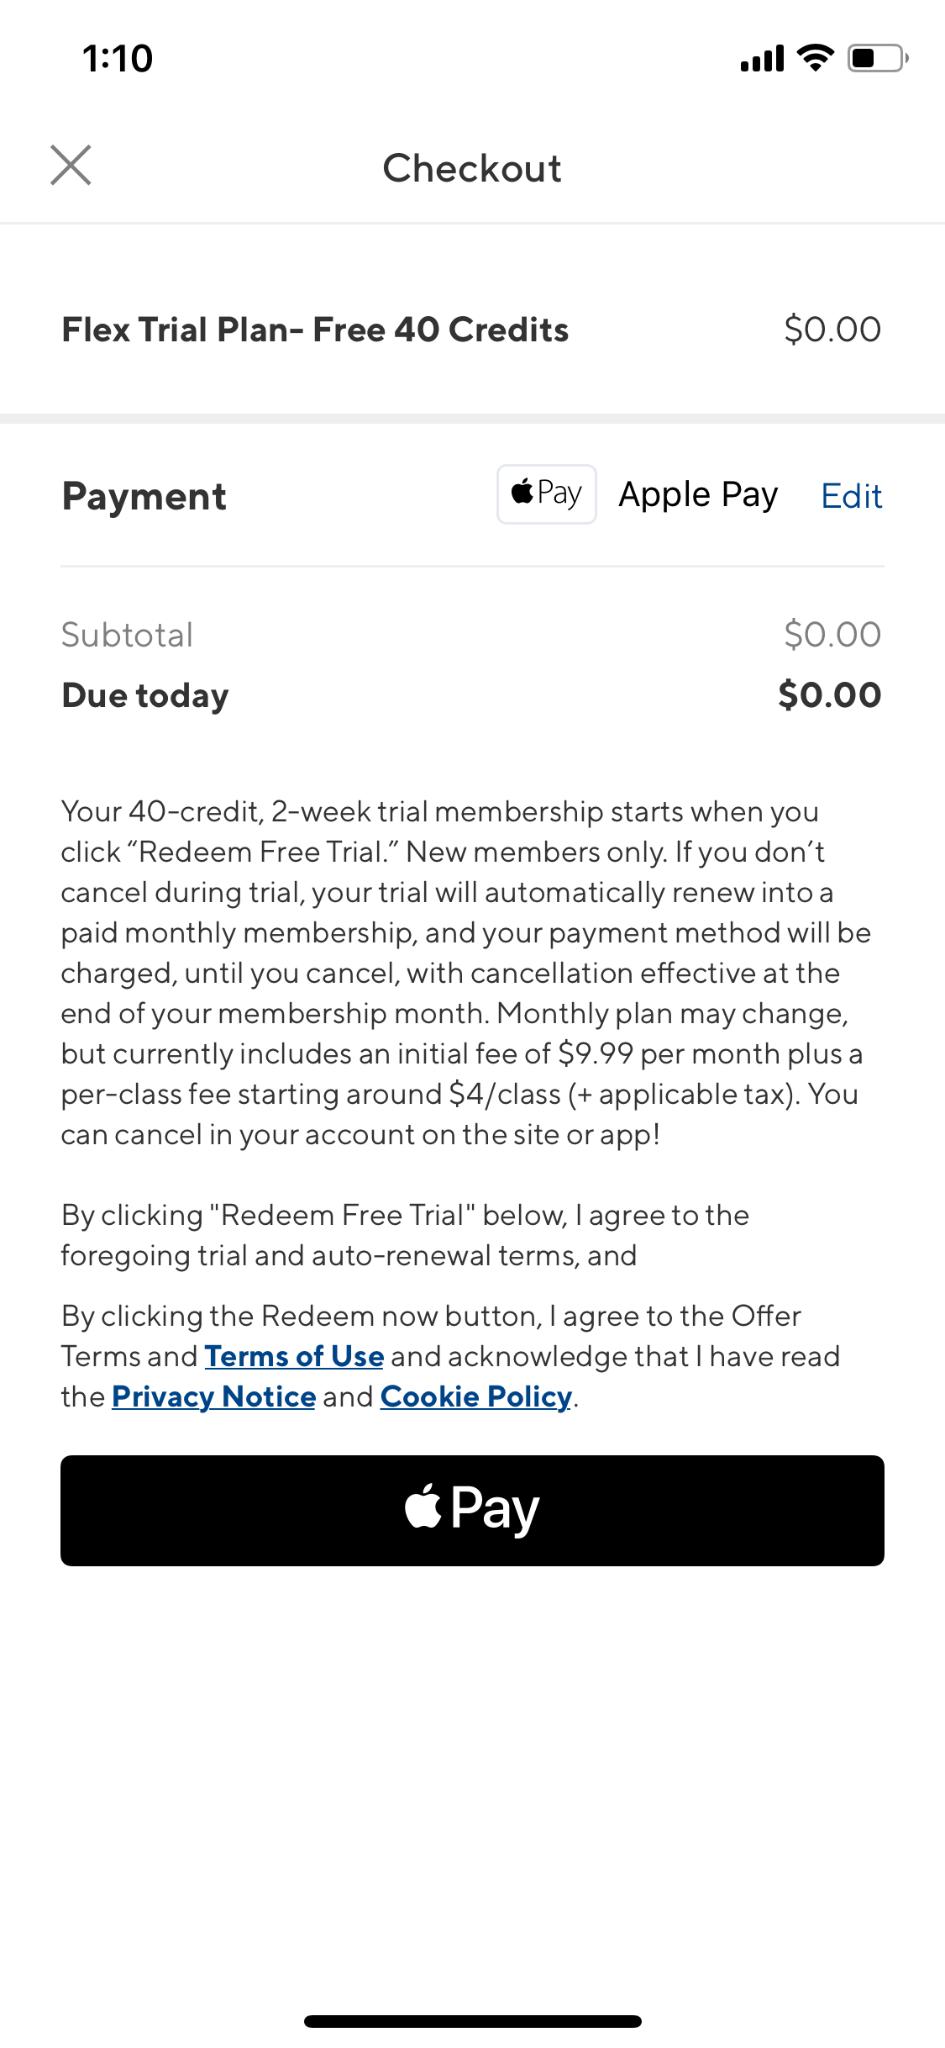 1:10
Checkout
Flex Trial Plan- Free 40 Credits $0.00
Payment Pay Apple Pay Edit
Subtotal $0.00
Due today $0.00
Your 40-credit, 2-week trial membership starts when you
click “Redeem Free Trial.” New members only. If you don’t
cancel during trial, your trial will automatically renew into a
paid monthly membership, and your payment method will be
charged, until you cancel, with cancellation effective at the
end of your membership month. Monthly plan may change,
but currently includes an initial fee of $9.99 per month plus a
per-class fee starting around $4/class (+ applicable tax). You
can cancel in your account on the site or app!
By clicking "Redeem Free Trial" below, I agree to the
foregoing trial and auto-renewal terms, and
By clicking the Redeem now button, I agree to the Offer
Terms and Terms of Use and acknowledge that I have read
the Privacy Notice and Cookie Policy.
Pay